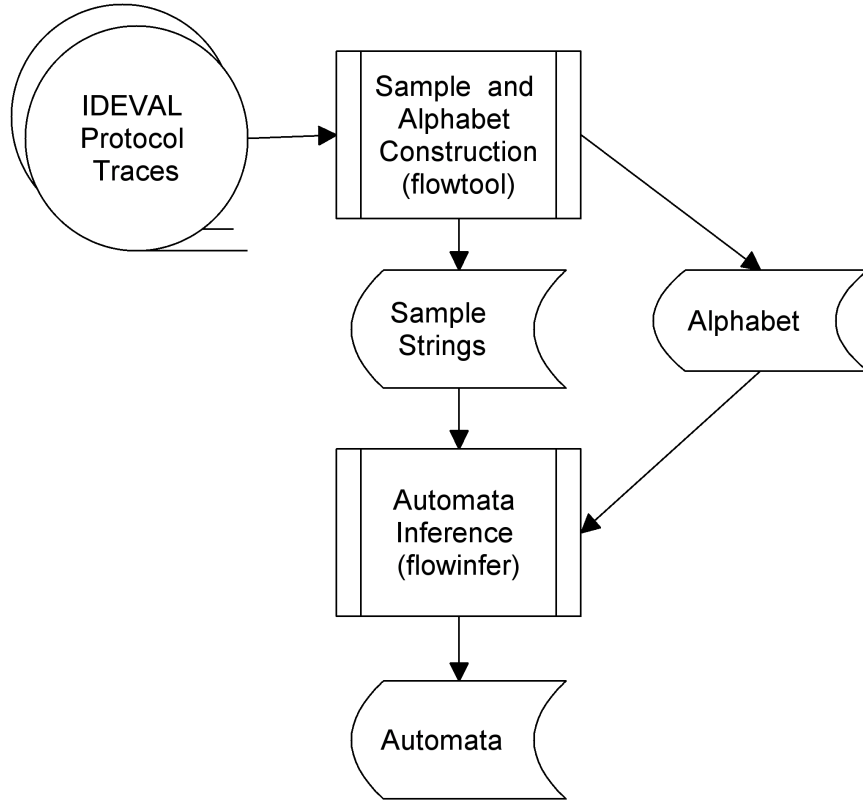 IDEVAL
Protocol
Traces
Sample and
Alphabet
Construction
(flowtool)
Sample
Strings
Alphabet
Automata
Inference
(flowinfer)
Automata